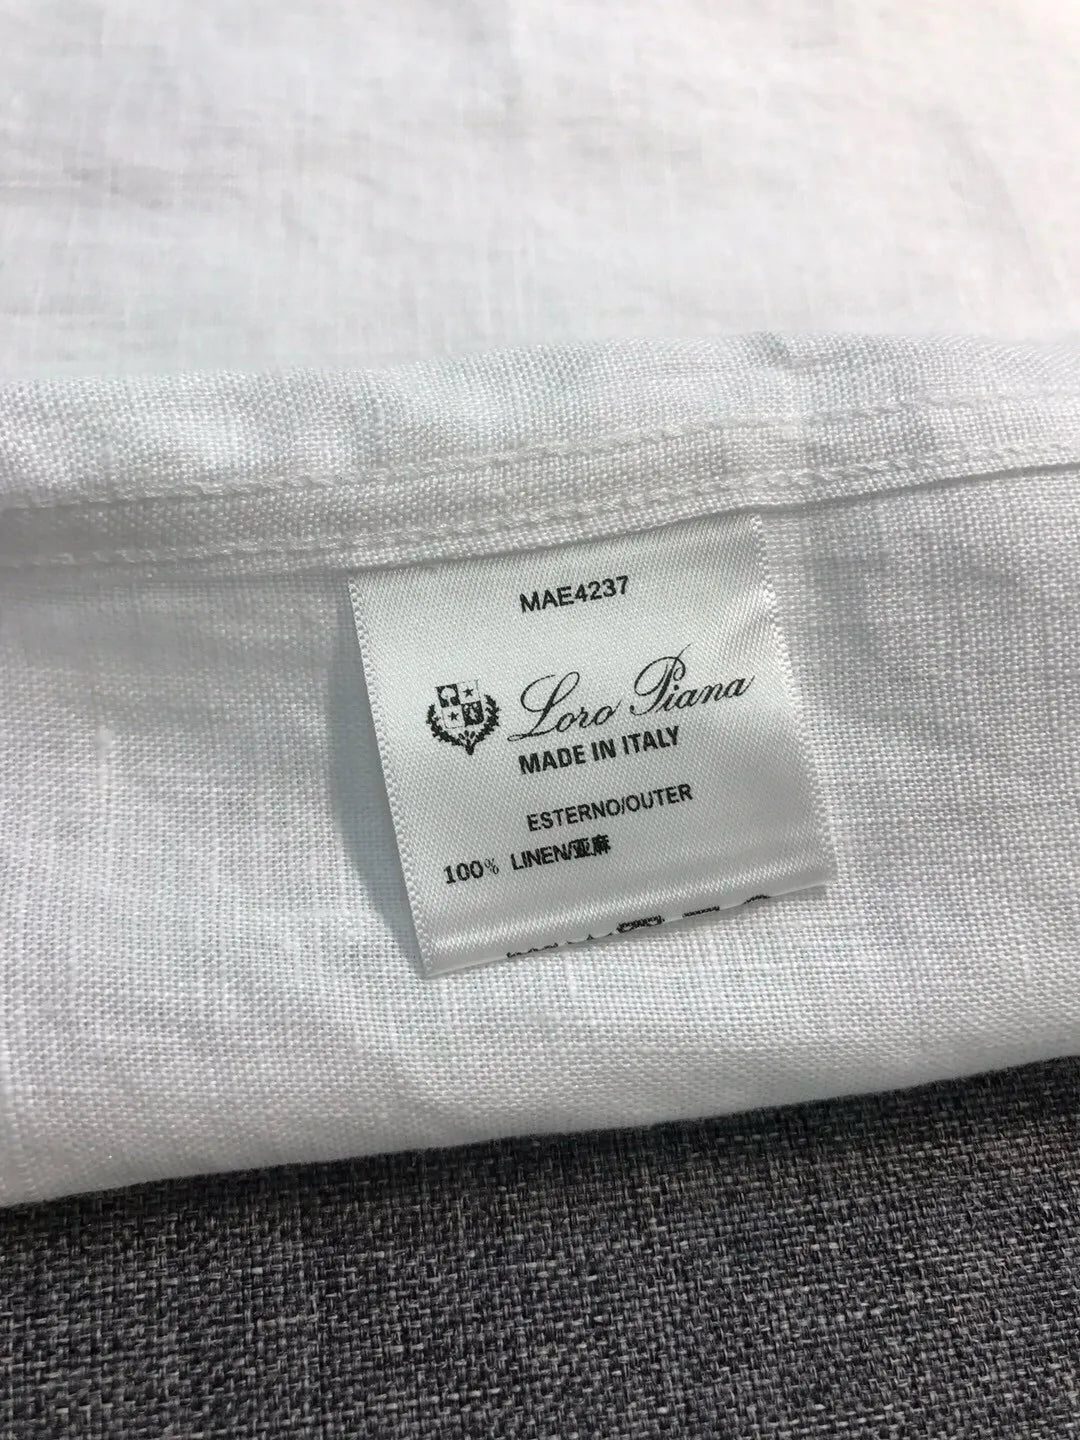 MAE4237
Loro Piana
MADE IN ITALY
ESTERNO/OUTER
100% LINEN/亚麻